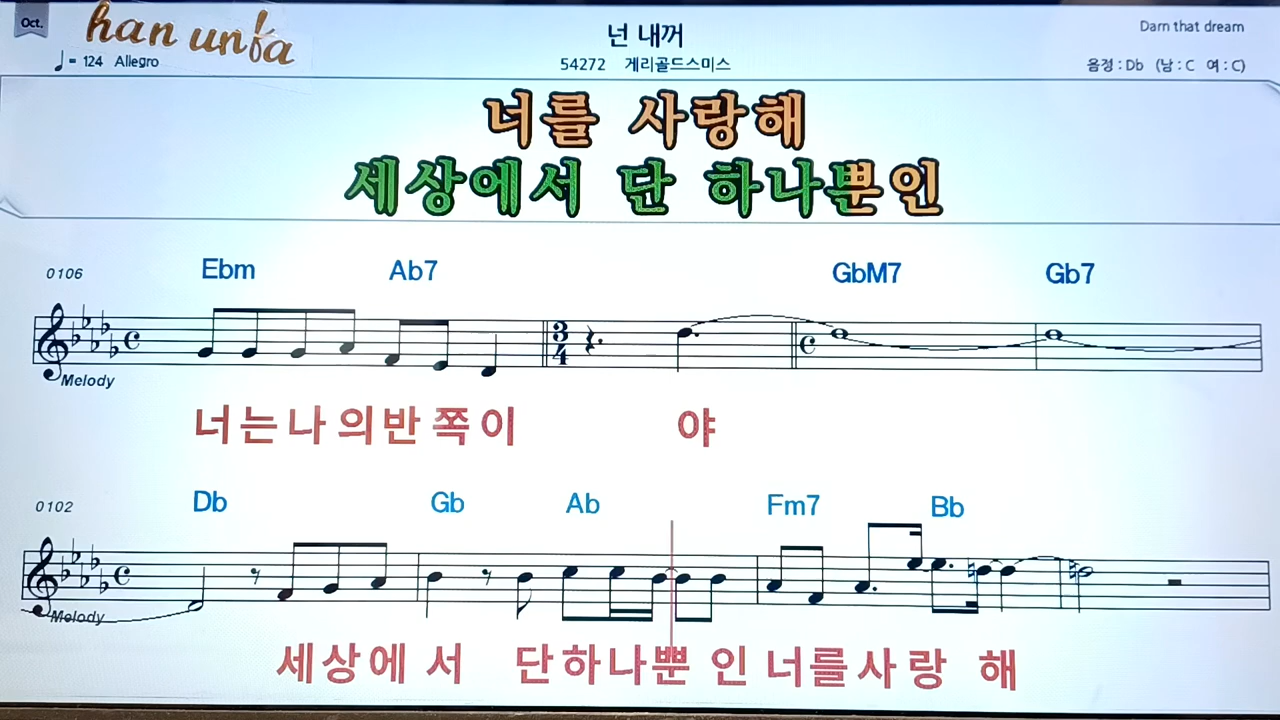 Oct.
han unfa
♩= 124 Allegro
넌 내꺼
54272 게리골드스미스
Darn that dream
음정 : Db (남 : C 여 : C)
너를 사랑해
세상에서 단 하나뿐인
0106 Ebm Ab7 GbM7 Gb7
3
4
Melody
너는나의반쪽이 야
0102 Db Gb Ab Fm7 Bb
Melody
세상에 서 단하나뿐 인 너를사랑 해